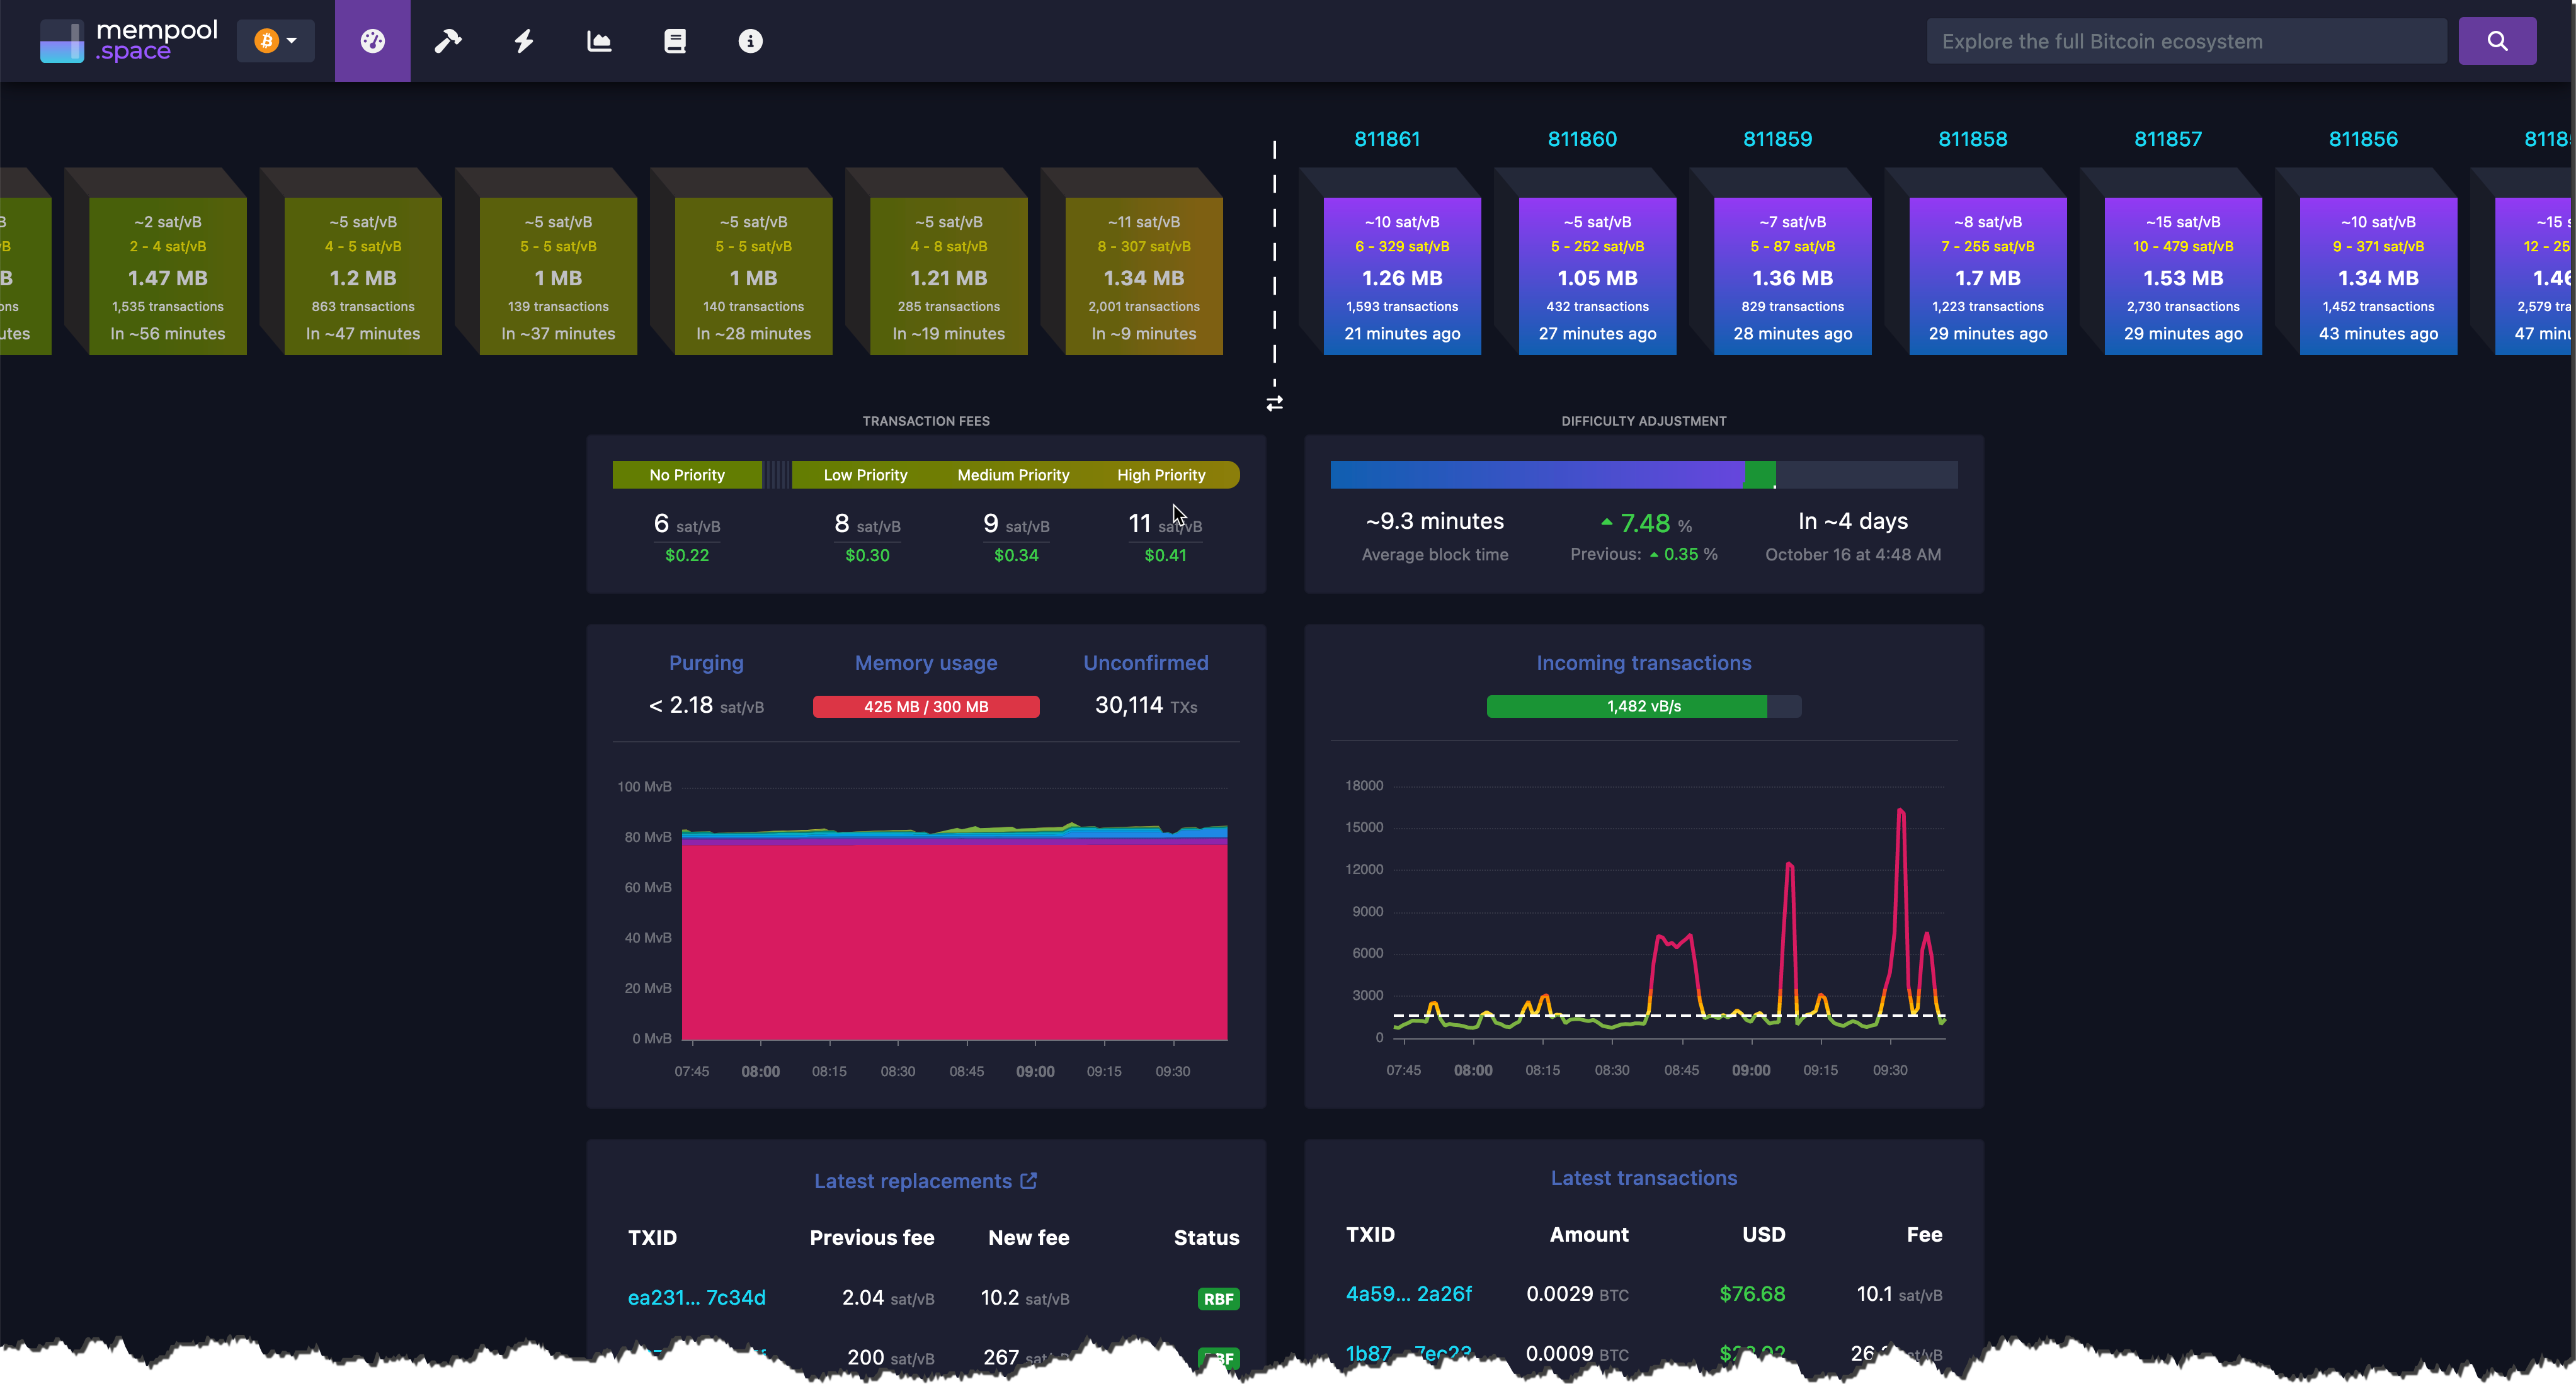 mempool
.space
Explore the full Bitcoin ecosystem
811861 811860 811859 811858 811857 811856
~2 sat/vB ~5 sat/vB ~5 sat/vB ~5 sat/vB ~5 sat/vB ~11 sat/vB ~10 sat/vB ~5 sat/vB ~7 sat/vB ~8 sat/vB ~15 sat/vB ~10 sat/vB ~15
2 - 4 sat/vB 4 - 5 sat/vB 5 - 5 sat/vB 5 - 5 sat/vB 4 - 8 sat/vB 8 - 307 sat/vB 6 - 329 sat/vB 5 - 252 sat/vB 5 - 87 sat/vB 7 - 255 sat/vB 10 - 479 sat/vB 9 - 371 sat/vB
1.47 MB 1.2 MB 1 MB 1 MB 1.21 MB 1.34 MB 1.26 MB 1.05 MB 1.36 MB 1.7 MB 1.53 MB 1.34 MB
1,535 transactions 863 transactions 139 transactions 140 transactions 285 transactions 2,001 transactions 1,593 transactions 432 transactions 829 transactions 1,223 transactions 2,730 transactions 1,452 transactions 2,579
In ~56 minutes In ~47 minutes In ~37 minutes In ~28 minutes In ~19 minutes In ~9 minutes 21 minutes ago 27 minutes ago 28 minutes ago 29 minutes ago 29 minutes ago 43 minutes ago 47
TRANSACTION FEES
No Priority Low Priority Medium Priority High Priority
6 sat/vB 8 sat/vB 9 sat/vB 11 sat/vB
$0.22 $0.30 $0.34 $0.41
DIFFICULTY ADJUSTMENT
~9.3 minutes 7.48 % In ~4 days
Average block time Previous: 0.35 % October 16 at 4:48 AM
Purging Memory usage Unconfirmed
< 2.18 sat/vB 425 MB / 300 MB 30,114 TXs
100 MvB
80 MvB
60 MvB
40 MvB
20 MvB
0 MvB
07:45 08:00 08:15 08:30 08:45 09:00 09:15 09:30
Incoming transactions
1,482 vB/s
18000
15000
12000
9000
6000
3000
0
07:45 08:00 08:15 08:30 08:45 09:00 09:15 09:30
Latest replacements
TXID Previous fee New fee Status
ea231... 7c34d 2.04 sat/vB 10.2 sat/vB RBF
200 sat/vB 267
Latest transactions
TXID Amount USD Fee
4a59... 2a26f 0.0029 BTC $76.68 10.1 sat/vB
0.0009 BTC